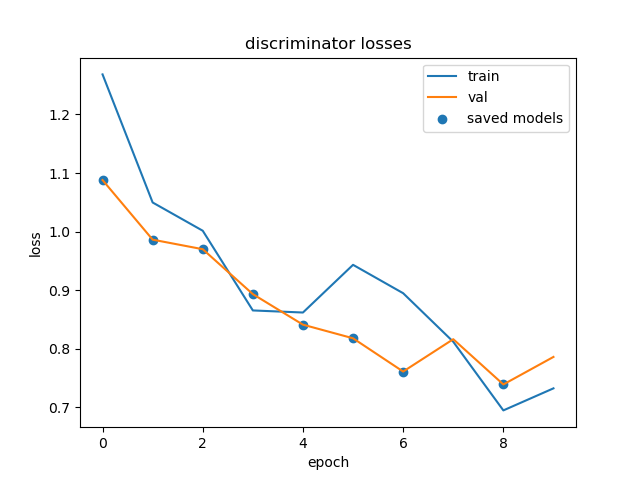 discriminator losses
train
val
saved models
1.2
1.1
1.0
0.9
0.8
0.7
loss
0 2 4 6 8
epoch